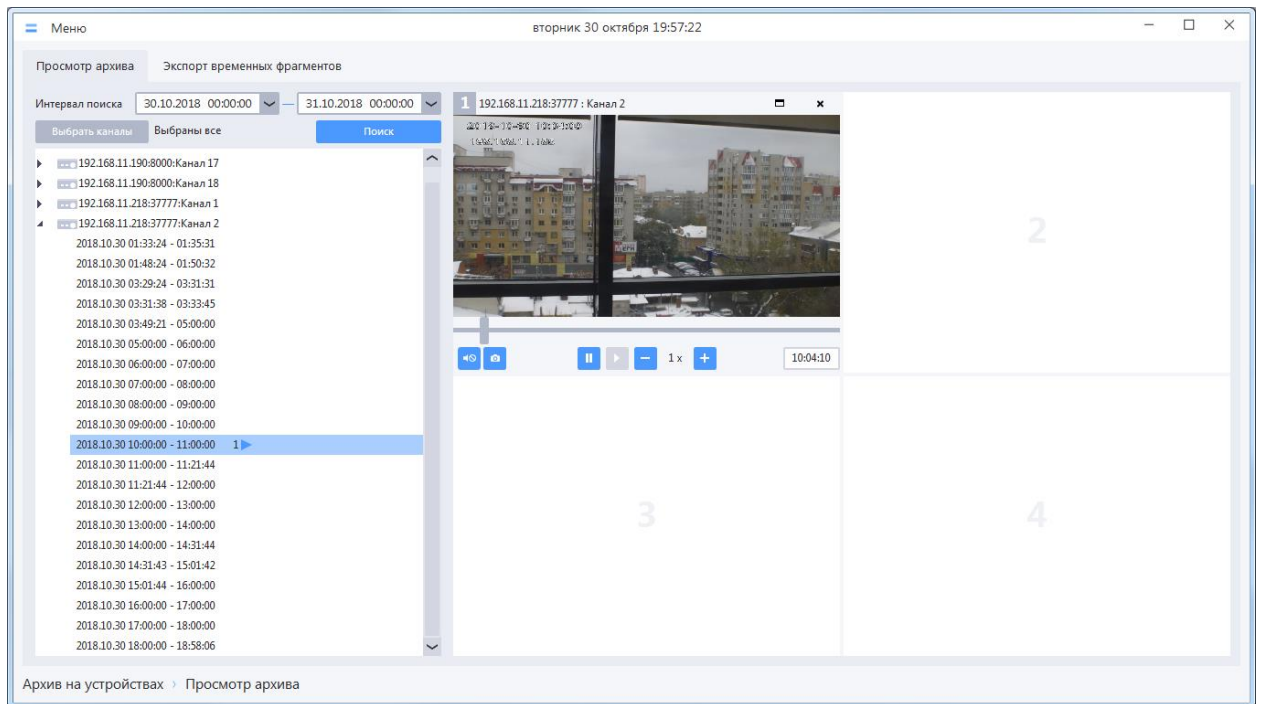 Меню
вторник 30 октября 19:57:22
Просмотр архива Экспорт временных фрагментов
Интервал поиска 30.10.2018 00:00:00 — 31.10.2018 00:00:00
Выбрать каналы Выбраны все Поиск
192.168.11.190:8000:Канал 17
192.168.11.190:8000:Канал 18
192.168.11.218:37777:Канал 1
192.168.11.218:37777:Канал 2
2018.10.30 01:33:24 - 01:35:31
2018.10.30 01:48:24 - 01:50:32
2018.10.30 03:29:24 - 03:31:31
2018.10.30 03:31:38 - 03:33:45
2018.10.30 03:49:21 - 05:00:00
2018.10.30 05:00:00 - 06:00:00
2018.10.30 06:00:00 - 07:00:00
2018.10.30 07:00:00 - 08:00:00
2018.10.30 08:00:00 - 09:00:00
2018.10.30 09:00:00 - 10:00:00
2018.10.30 10:00:00 - 11:00:00 1
2018.10.30 11:00:00 - 11:21:44
2018.10.30 11:21:44 - 12:00:00
2018.10.30 12:00:00 - 13:00:00
2018.10.30 13:00:00 - 14:00:00
2018.10.30 14:00:00 - 14:31:44
2018.10.30 14:31:43 - 15:01:42
2018.10.30 15:01:44 - 16:00:00
2018.10.30 16:00:00 - 17:00:00
2018.10.30 17:00:00 - 18:00:00
2018.10.30 18:00:00 - 18:58:06
1 192.168.11.218:37777 : Канал 2
1 x
10:04:10
2
3
4
Архив на устройствах › Просмотр архива